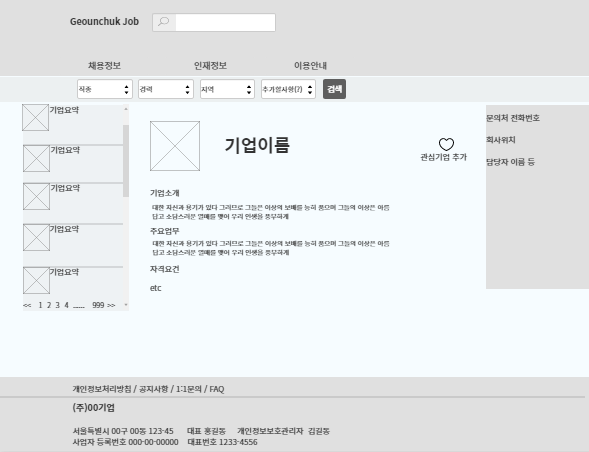 Geounchuk Job
채용정보 인재정보 이용안내
직종 경력 지역 추가할사항(?) 검색
기업요약
기업요약
기업요약
기업요약
기업요약
<< 1 2 3 4 ...... 999 >>
기업이름
관심기업 추가
기업소개
대한 자신과 용기가 있다 그러므로 그들은 이상의 보배를 능히 품으며 그들의 이상은 아름
답고 소담스러운 열매를 맺어 우리 인생을 풍부하게
주요업무
대한 자신과 용기가 있다 그러므로 그들은 이상의 보배를 능히 품으며 그들의 이상은 아름
답고 소담스러운 열매를 맺어 우리 인생을 풍부하게
자격요건
etc
문의처 전화번호
회사위치
담당자 이름 등
개인정보처리방침 / 공지사항 / 1:1문의 / FAQ
(주)00기업
서울특별시 00구 00동 123-45 대표 홍길동 개인정보보호관리자 김길동
사업자 등록번호 000-00-00000 대표번호 1233-4556